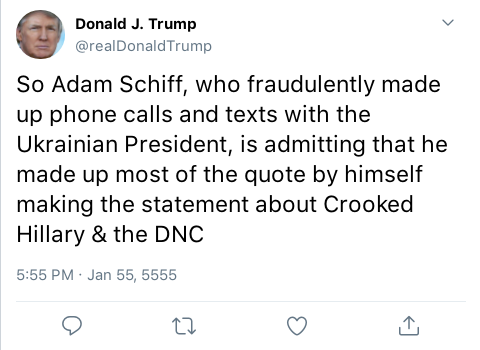 Donald J. Trump
@realDonaldTrump
So Adam Schiff, who fraudulently made
up phone calls and texts with the
Ukrainian President, is admitting that he
made up most of the quote by himself
making the statement about Crooked
Hillary & the DNC
5:55 PM · Jan 55, 5555